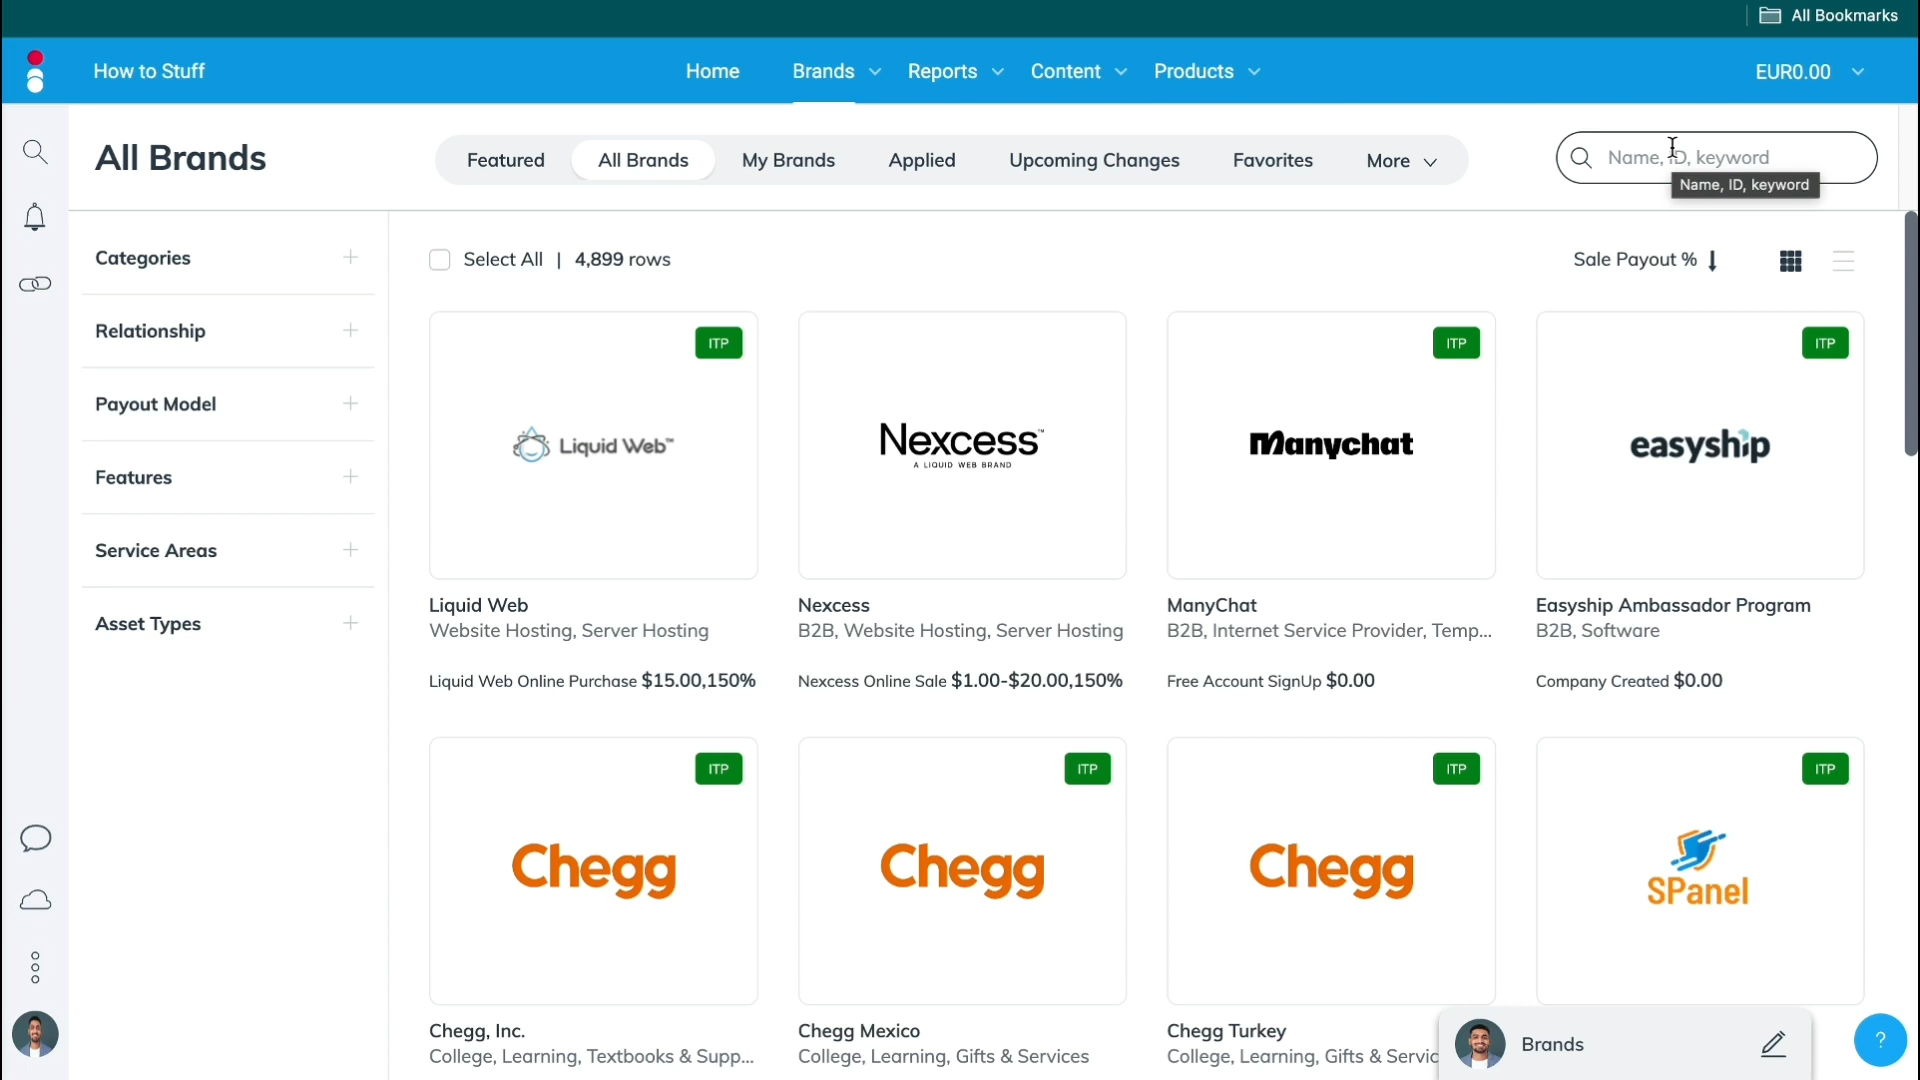 All Bookmarks
How to Stuff
Home
Brands
Reports
Content
Products
EUR0.00
All Brands
Featured
All Brands
My Brands
Applied
Upcoming Changes
Favorites
More
Name, ID, keyword
Name, ID, keyword
Categories
Relationship
Payout Model
Features
Service Areas
Asset Types
Select All | 4,899 rows
Sale Payout %
ITP
Liquid Web™
Liquid Web
Website Hosting, Server Hosting
Liquid Web Online Purchase $15.00,150%
Nexcess™
A LIQUID WEB BRAND
Nexcess
B2B, Website Hosting, Server Hosting
Nexcess Online Sale $1.00-$20.00,150%
ITP
Manychat
ManyChat
B2B, Internet Service Provider, Temp...
Free Account SignUp $0.00
ITP
easyship
Easyship Ambassador Program
B2B, Software
Company Created $0.00
ITP
Chegg
Chegg, Inc.
College, Learning, Textbooks & Supp...
ITP
Chegg
Chegg Mexico
College, Learning, Gifts & Services
ITP
Chegg
Chegg Turkey
College, Learning, Gifts & Servic
ITP
SPanel
Brands
?